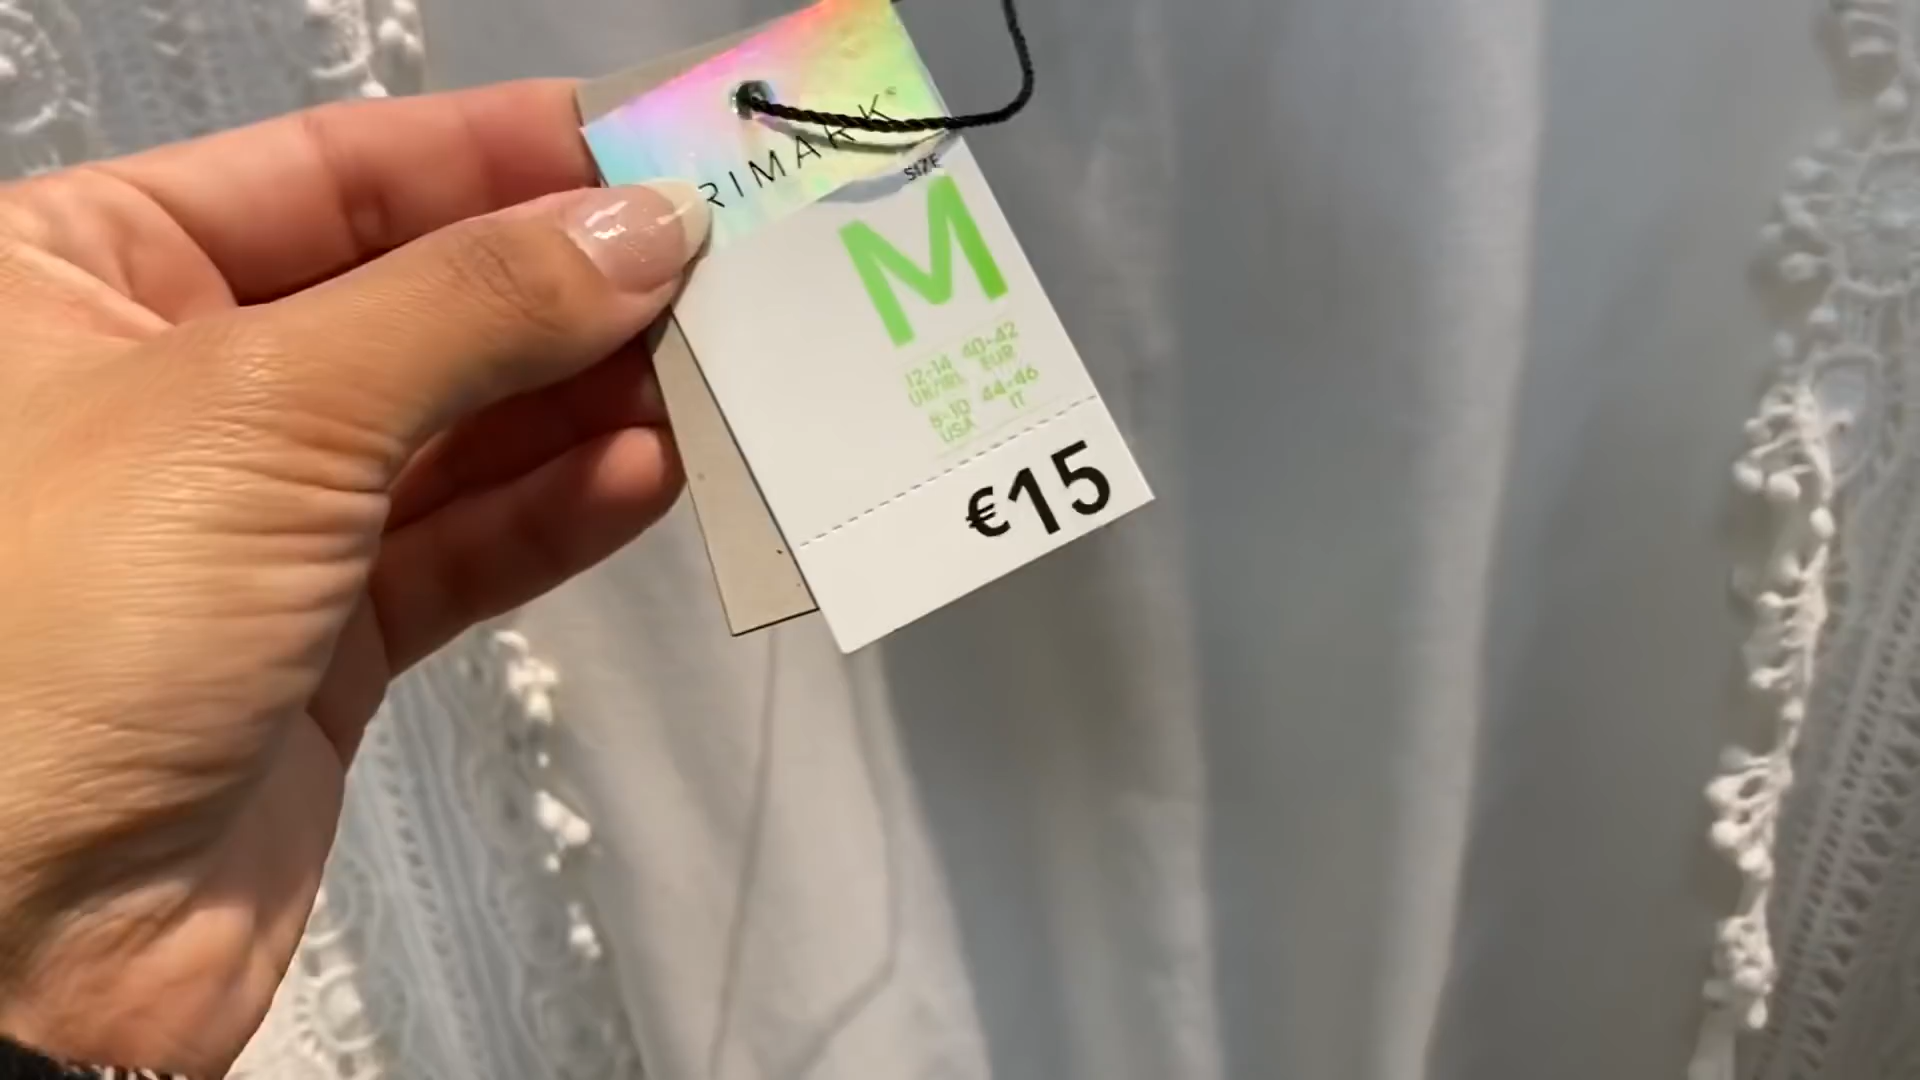 RIMARK®
SIZE
M
12-14 40-42
UK/IRL EUR
8-10 44-46
USA IT
€15